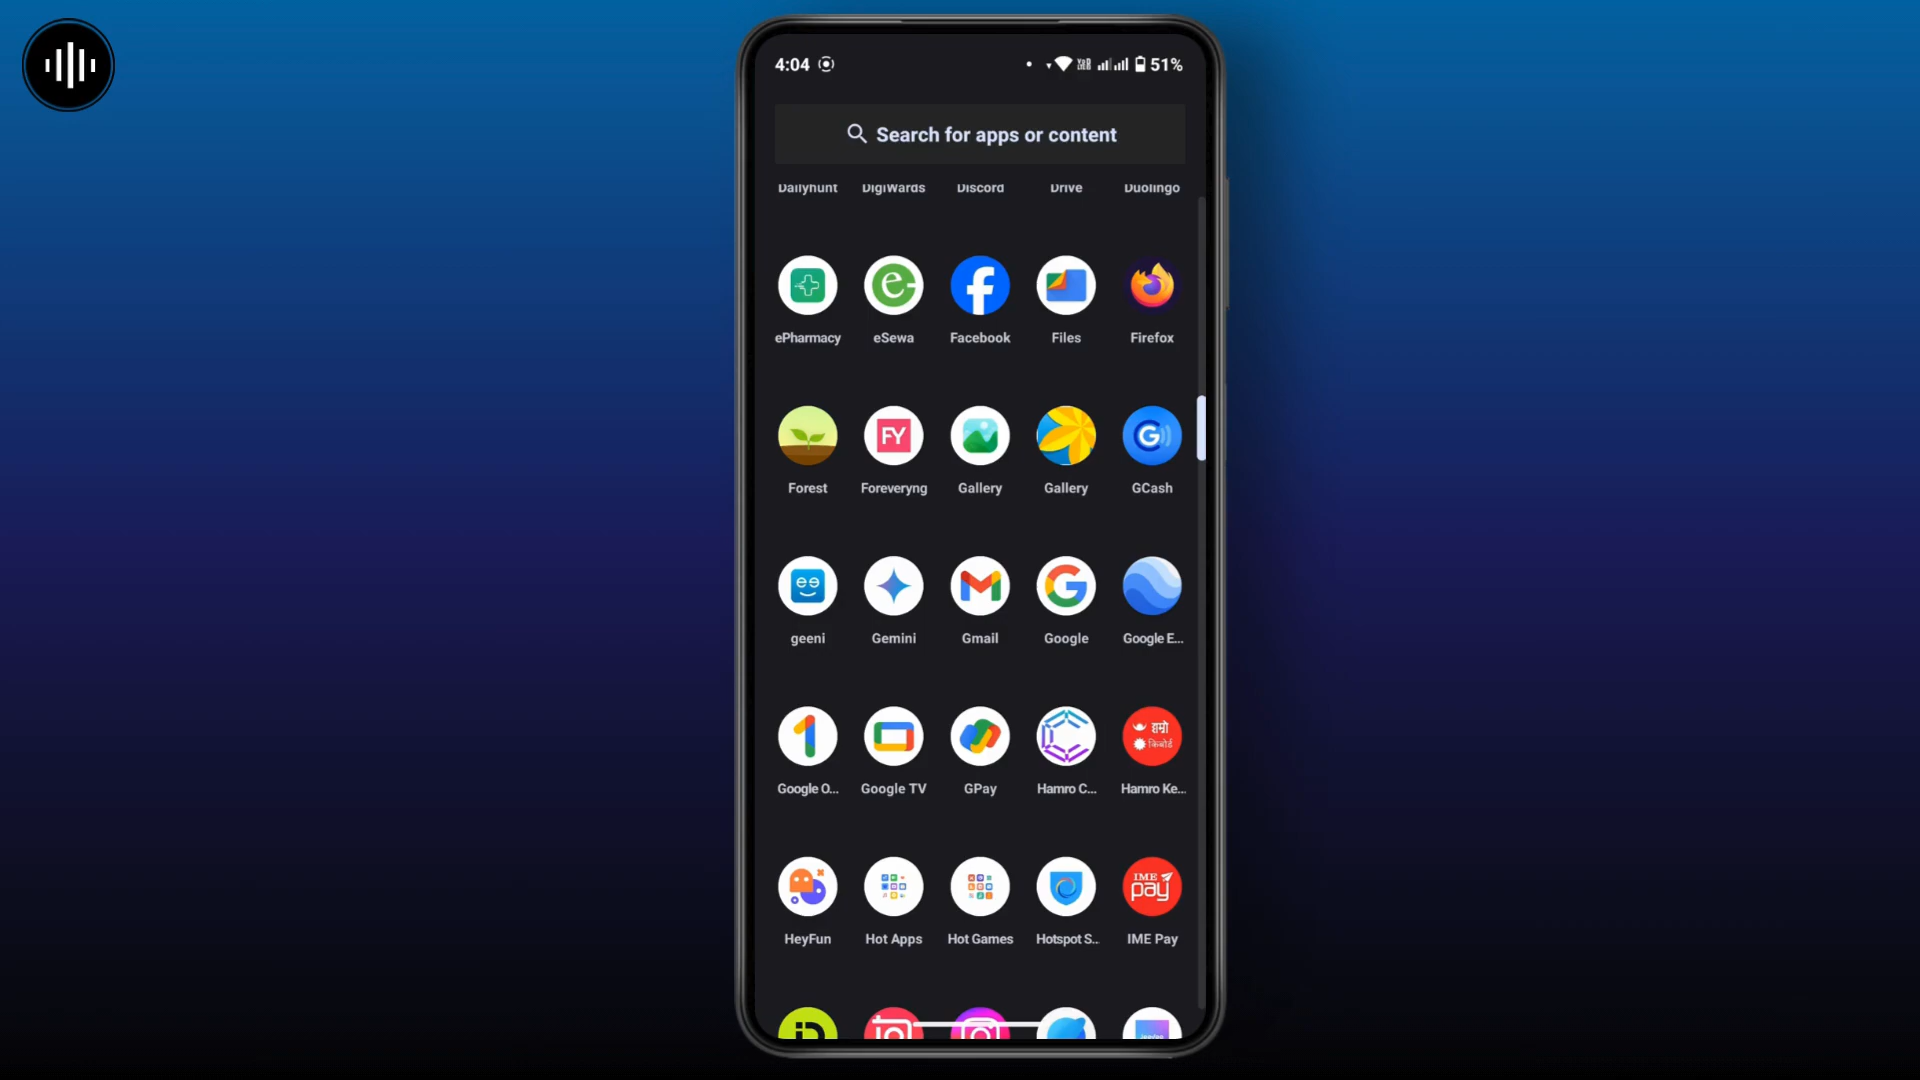 4:04 51%
Search for apps or content
Dailyhunt DigiWards Discord Drive Duolingo
ePharmacy eSewa Facebook Files Firefox
FY G
Forest Foreveryng Gallery Gallery GCash
geeni Gemini Gmail Google Google E...
हाम्रो
किबोर्ड
Google O... Google TV GPay Hamro C... Hamro Ke...
IME
pay
HeyFun Hot Apps Hot Games Hotspot S... IME Pay